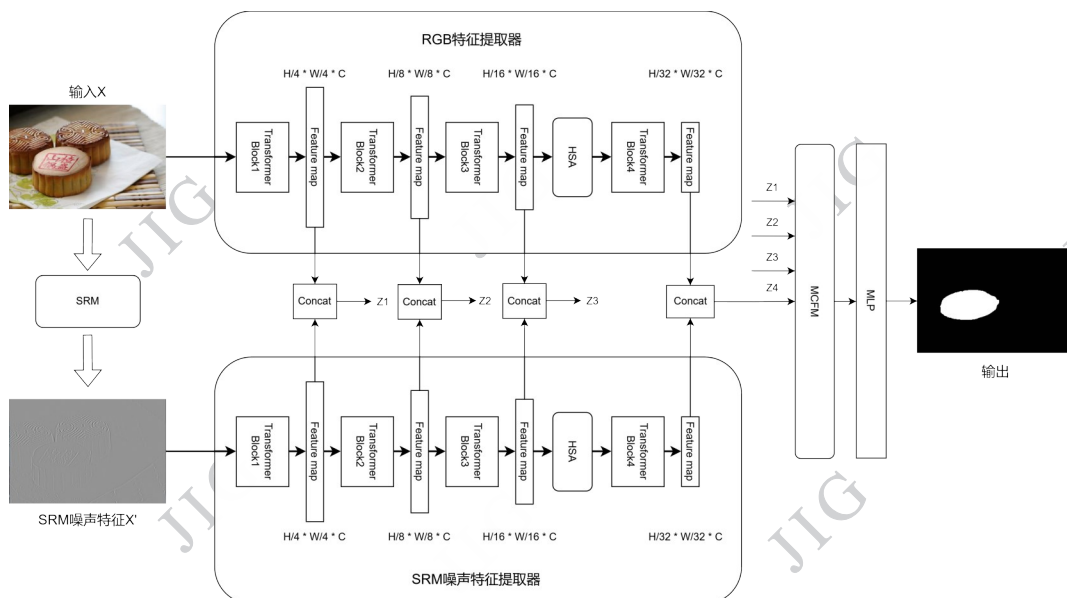 RGB特征提取器
H/4 * W/4 * C
H/8 * W/8 * C
H/16 * W/16 * C
H/32 * W/32 * C
输入X
Transformer
Block1
Feature map
Transformer
Block2
Feature map
Transformer
Block3
Feature map
HSA
Transformer
Block4
Feature map
SRM
Concat
Z1
Concat
Z2
Concat
Z3
Concat
Z1
Z2
Z3
Z4
MCFM
MLP
输出
Transformer
Block1
Feature map
Transformer
Block2
Feature map
Transformer
Block3
Feature map
HSA
Transformer
Block4
Feature map
SRM噪声特征X'
H/4 * W/4 * C
H/8 * W/8 * C
H/16 * W/16 * C
H/32 * W/32 * C
SRM噪声特征提取器
JIG
JIG